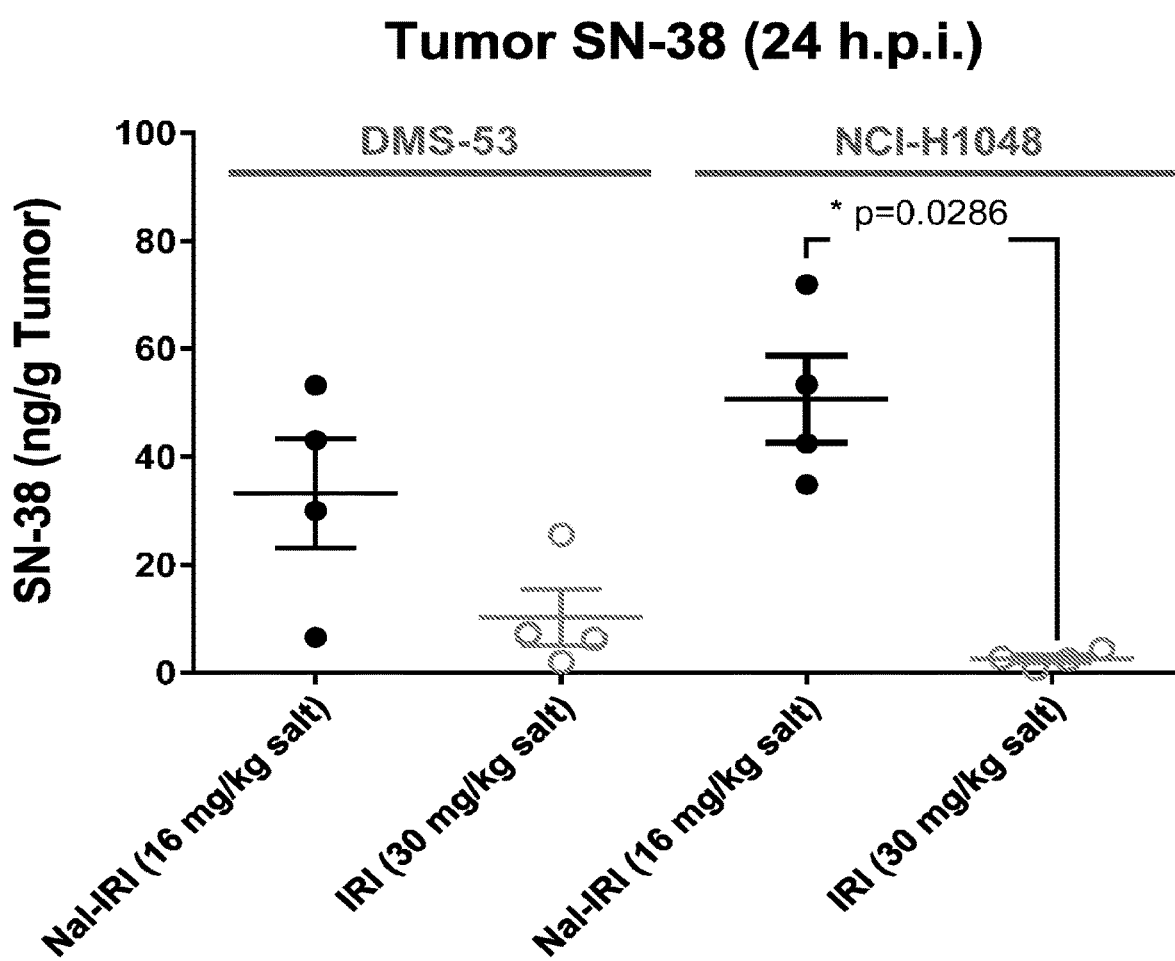 Tumor SN-38 (24 h.p.i.)
DMS-53
NCI-H1048
* p=0.0286
SN-38 (ng/g Tumor)
100
80
60
40
20
0
Nal-IRI (16 mg/kg salt)
IRI (30 mg/kg salt)
Nal-IRI (16 mg/kg salt)
IRI (30 mg/kg salt)